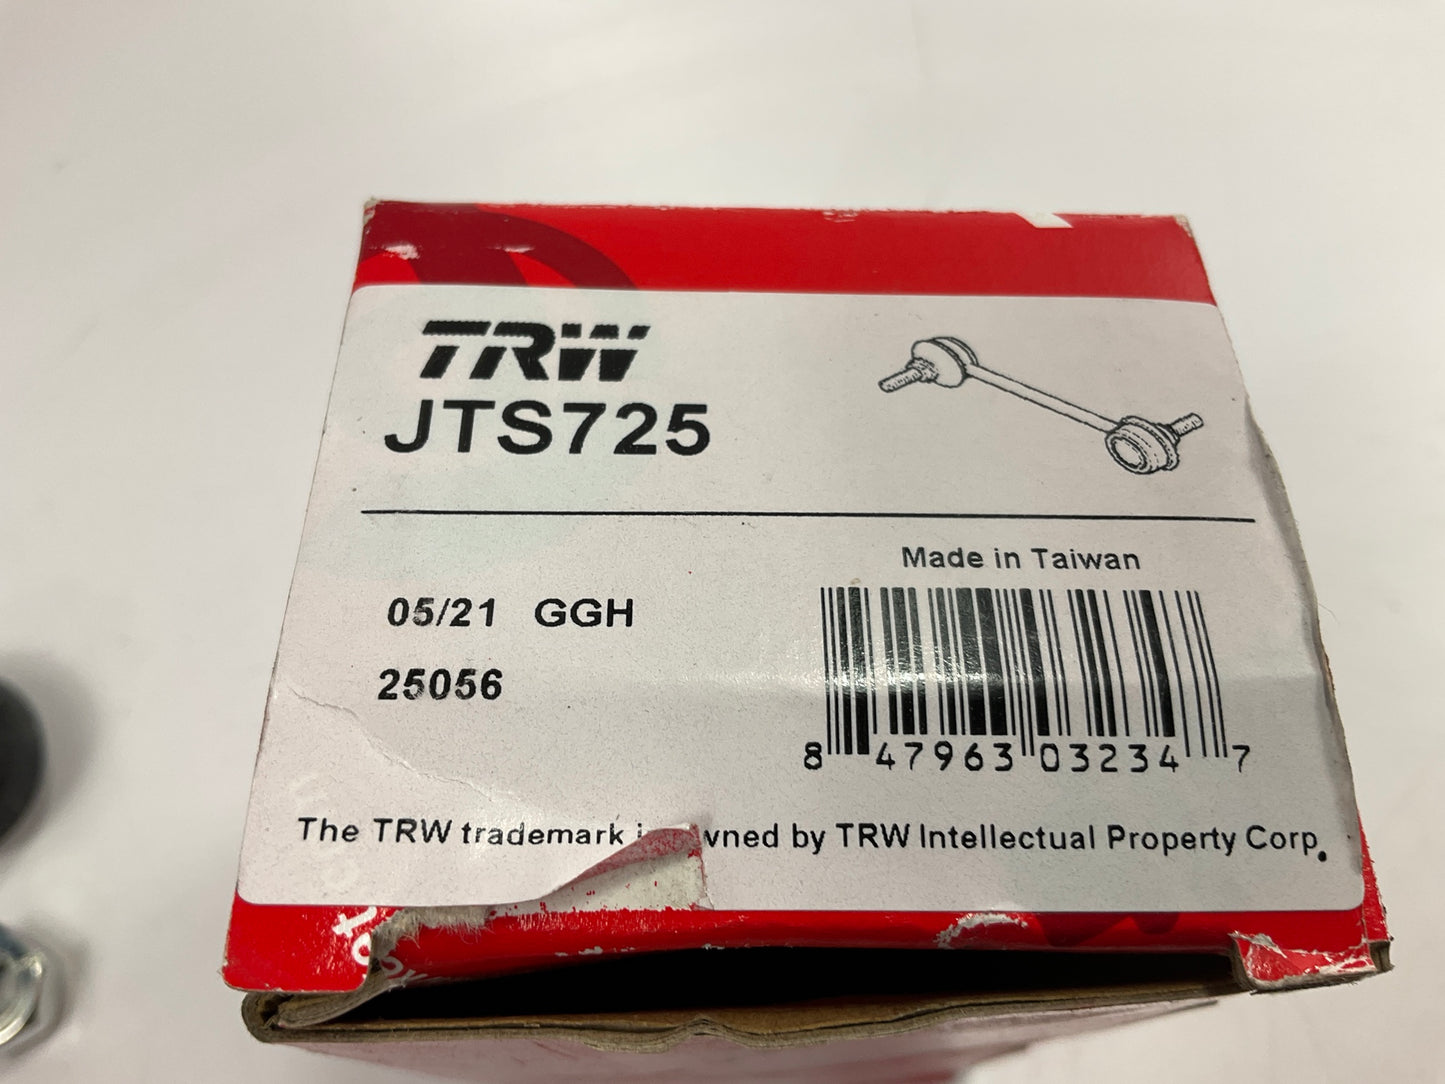 TRW
JTS725
Made in Taiwan
05/21 GGH
25056
8 47963 03234 7
The TRW trademark by TRW Intellectual Property Corp.